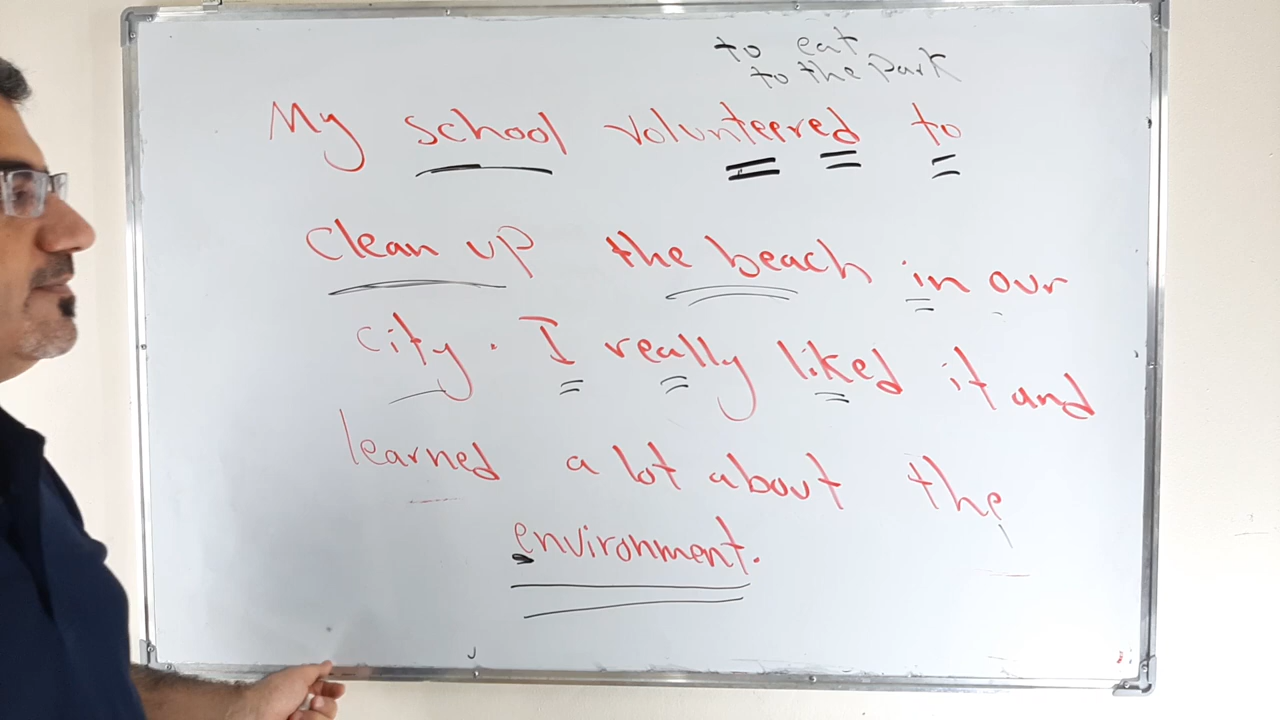 to eat
to the Park
My school volunteered to
clean up the beach in our
city. I really liked it and
learned a lot about the
environment.